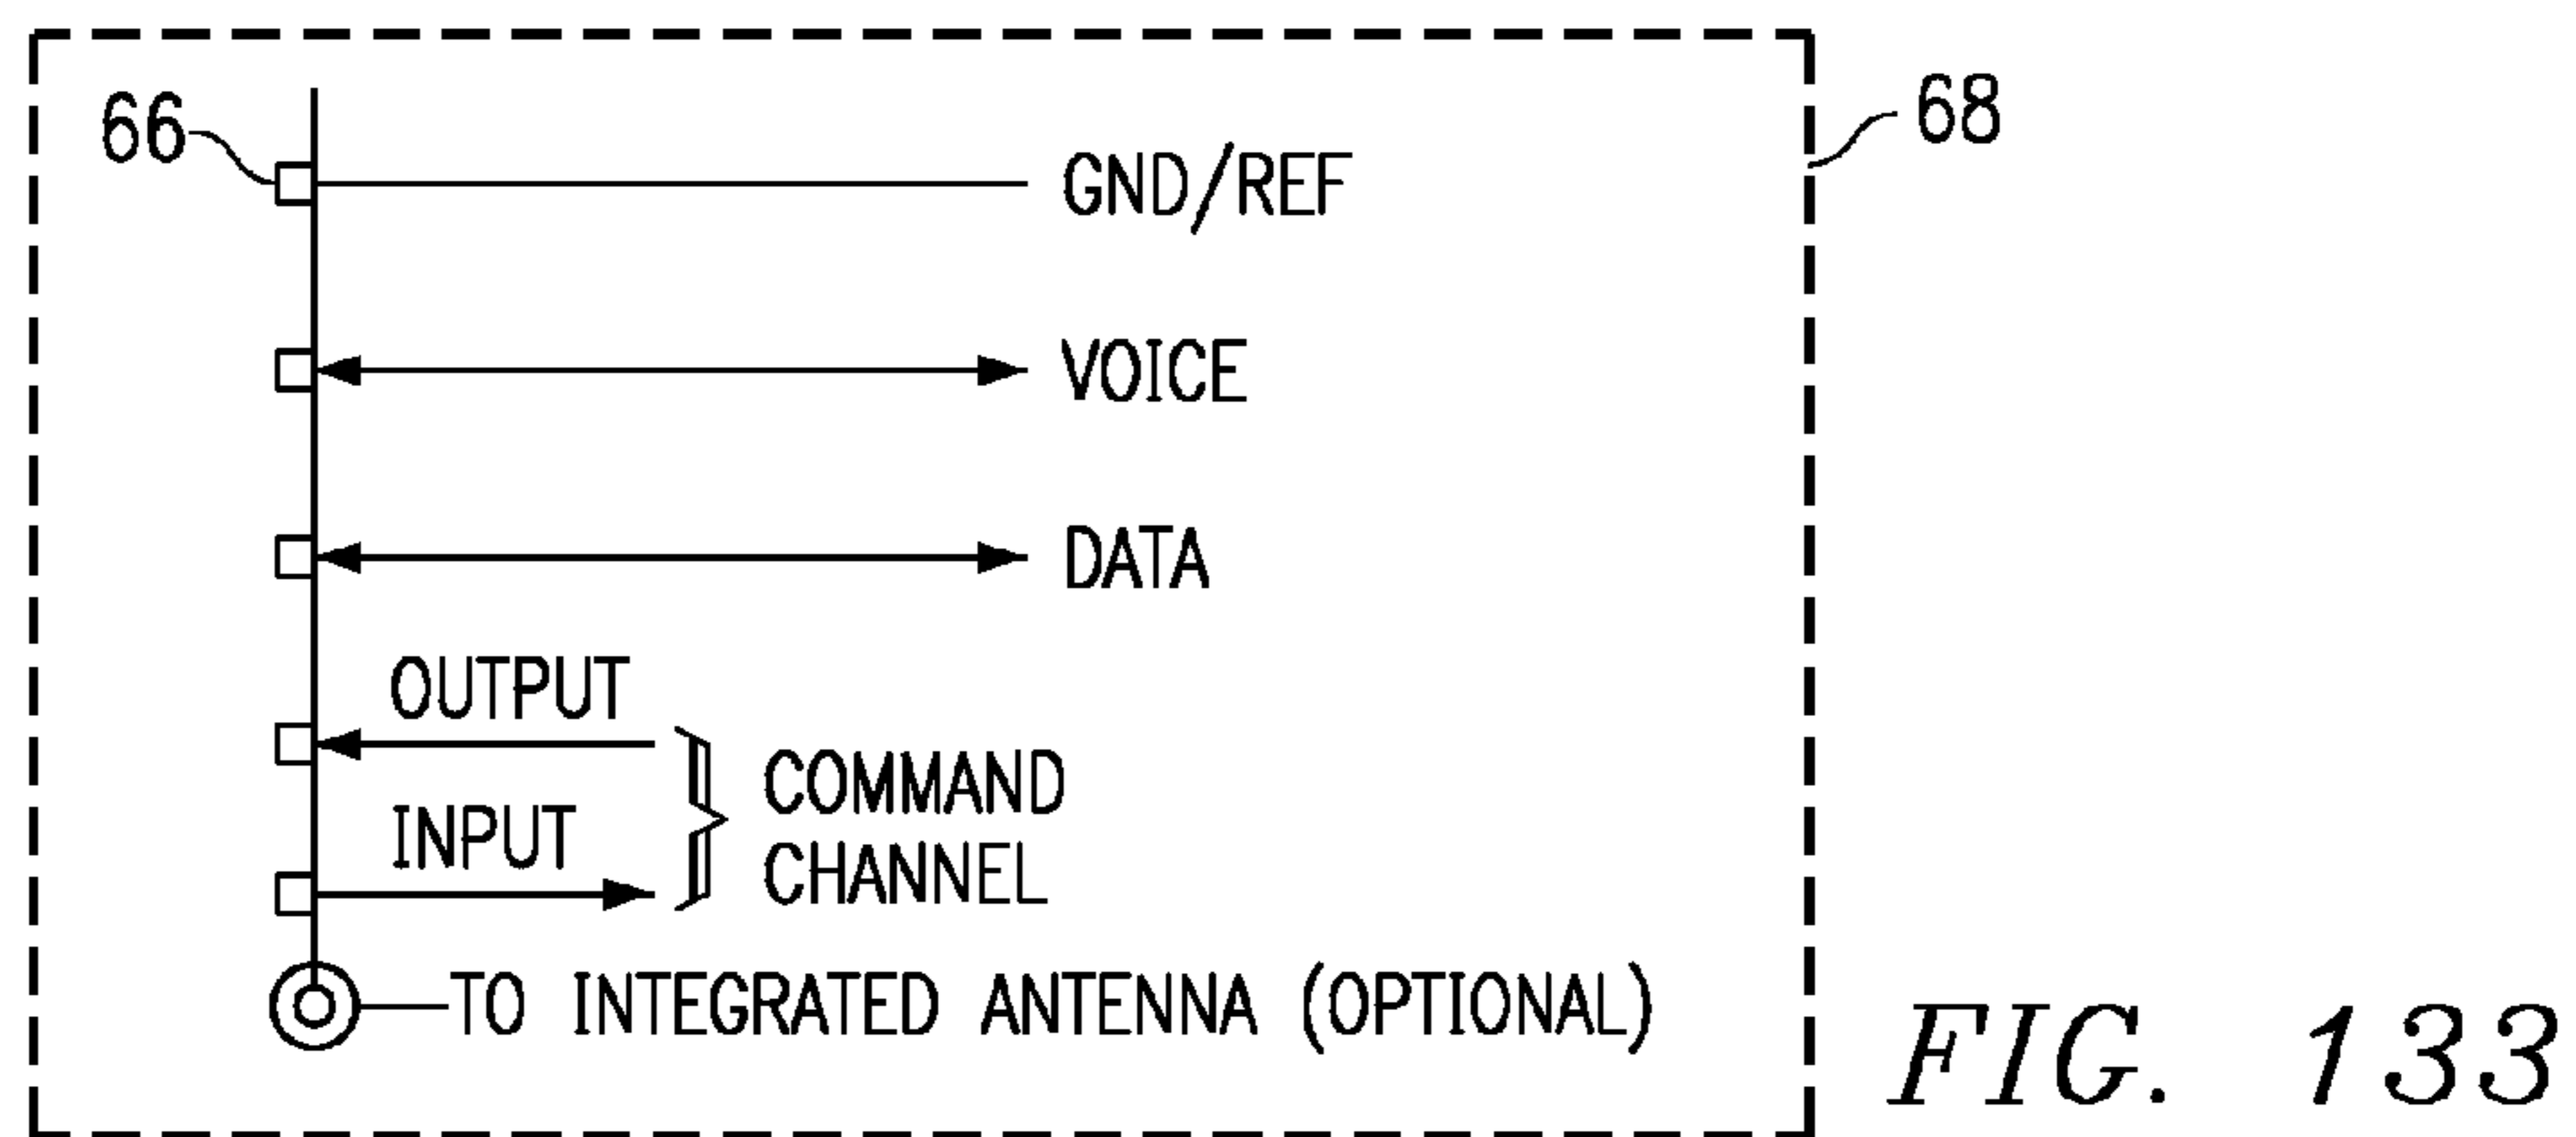 66
68
GND/REF
VOICE
DATA
OUTPUT
INPUT
COMMAND
CHANNEL
TO INTEGRATED ANTENNA (OPTIONAL)
FIG. 133